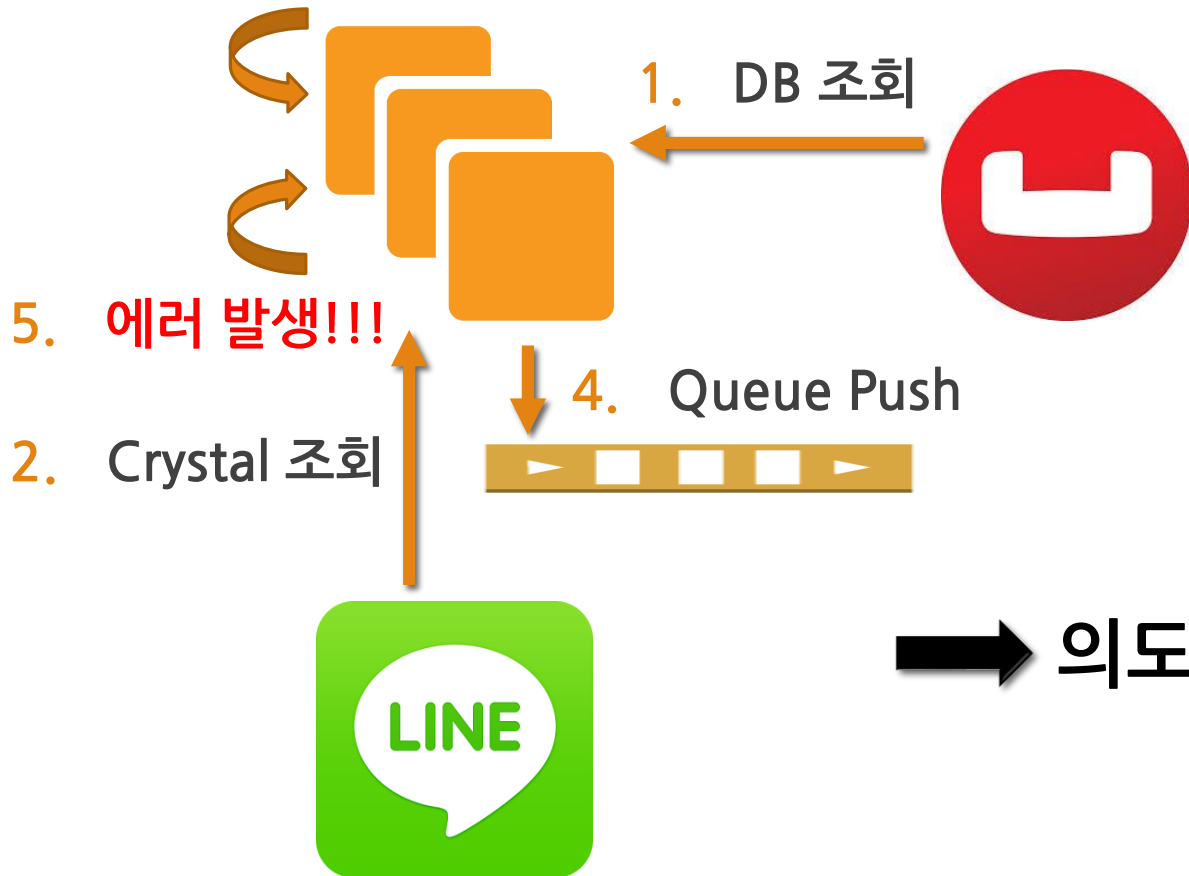 1. DB 조회
5. 에러 발생!!!
4. Queue Push
2. Crystal 조회
의도
LINE